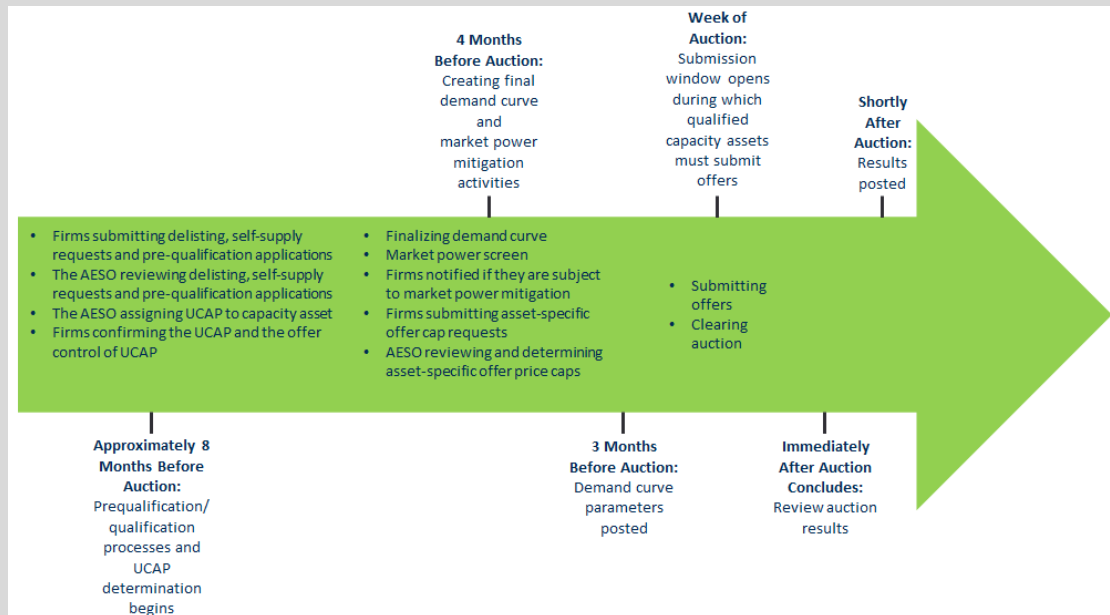 4 Months
Before Auction:
Creating final
demand curve
and
market power
mitigation
activities
Week of
Auction:
Submission
window opens
during which
qualified
capacity assets
must submit
offers
Shortly
After
Auction:
Results
posted
• Firms submitting delisting, self-supply
requests and pre-qualification applications
• The AESO reviewing delisting, self-supply
requests and pre-qualification applications
• The AESO assigning UCAP to capacity asset
• Firms confirming the UCAP and the offer
control of UCAP
• Finalizing demand curve
• Market power screen
• Firms notified if they are subject
to market power mitigation
• Firms submitting asset-specific
offer cap requests
• AESO reviewing and determining
asset-specific offer price caps
• Submitting
offers
• Clearing
auction
Approximately 8
Months Before
Auction:
Prequalification/
qualification
processes and
UCAP
determination
begins
3 Months
Before Auction:
Demand curve
parameters
posted
Immediately
After Auction
Concludes:
Review auction
results